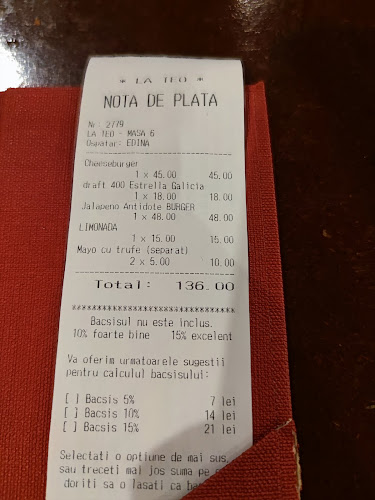 * LA TEO *
NOTA DE PLATA
Nr: 2779
LA TEO - MASA 6
Ospatar: EDINA
Cheeseburger
1 x 45.00 45.00
draft 400 Estrella Galicia
1 x 18.00 18.00
Jalapeno Antidote BURGER
1 x 48.00 48.00
LIMONADA
1 x 15.00 15.00
Mayo cu trufe (separat)
2 x 5.00 10.00
Total: 136.00
************************************
Bacsisul nu este inclus.
10% foarte bine 15% excelent
Va oferim urmatoarele sugestii
pentru calculul bacsisului:
[ ] Bacsis 5% 7 lei
[ ] Bacsis 10% 14 lei
[ ] Bacsis 15% 21 lei
Selectati o optiune de mai sus,
sau treceti mai jos suma pe
doriti sa o lasati ca